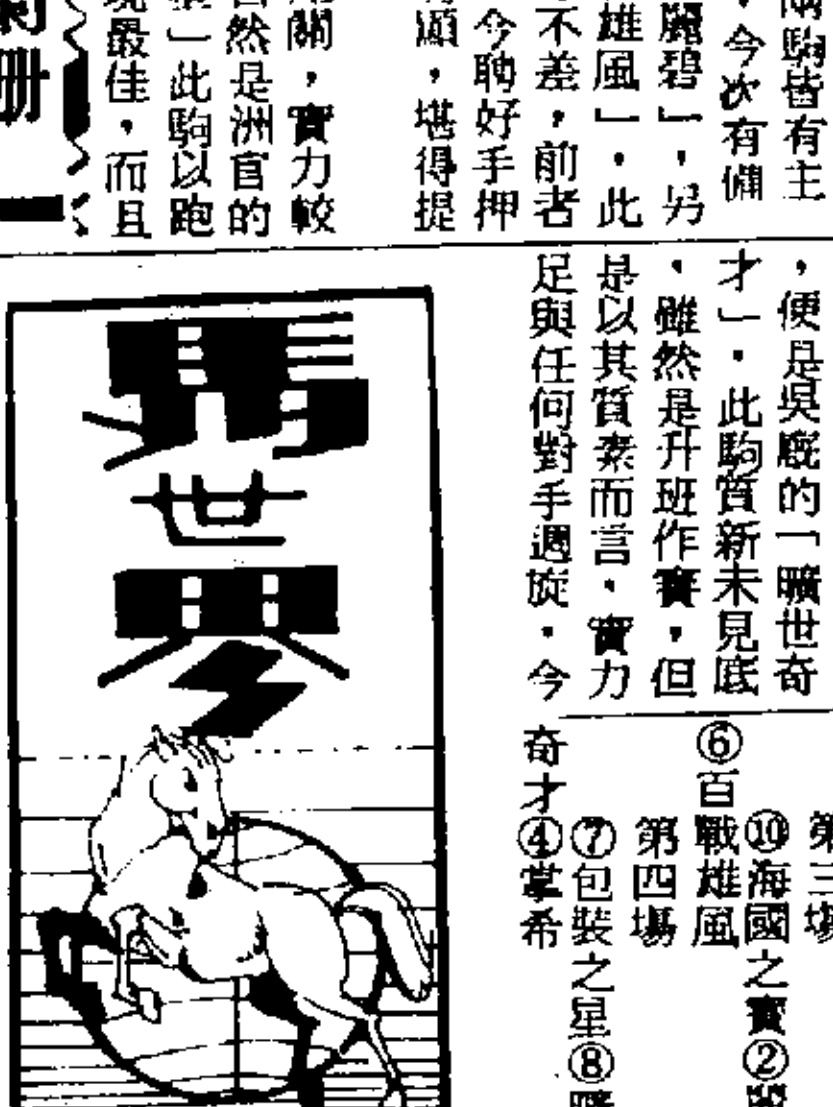 駒皆有主
,今次有備
麗碧」,另
雄風」,此
不差,前者
今聘好手押
,堪得提
關,實力較
然是洲官的
」此駒以跑
最佳,而且
,便是吳廐的「曠世奇
才」,此駒質新未見底
,雖然是升班作賽,但
是以其質素而言,實力
足與任何對手週旋,今
第三場
⑩海國之寶②
⑥百戰雄風
第四場
⑦包裝之星⑧
奇才④掌希
馬世界